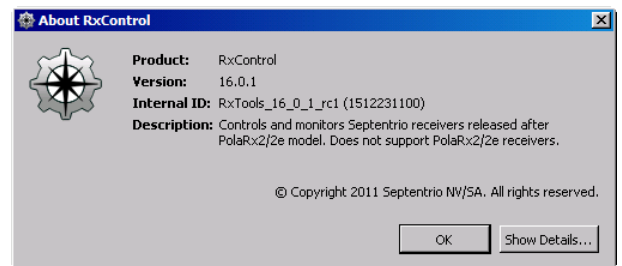 About RxControl
Product: RxControl
Version: 16.0.1
Internal ID: RxTools_16_0_1_rc1 (1512231100)
Description: Controls and monitors Septentrio receivers released after
PolaRx2/2e model. Does not support PolaRx2/2e receivers.
© Copyright 2011 Septentrio NV/SA. All rights reserved.
OK Show Details...